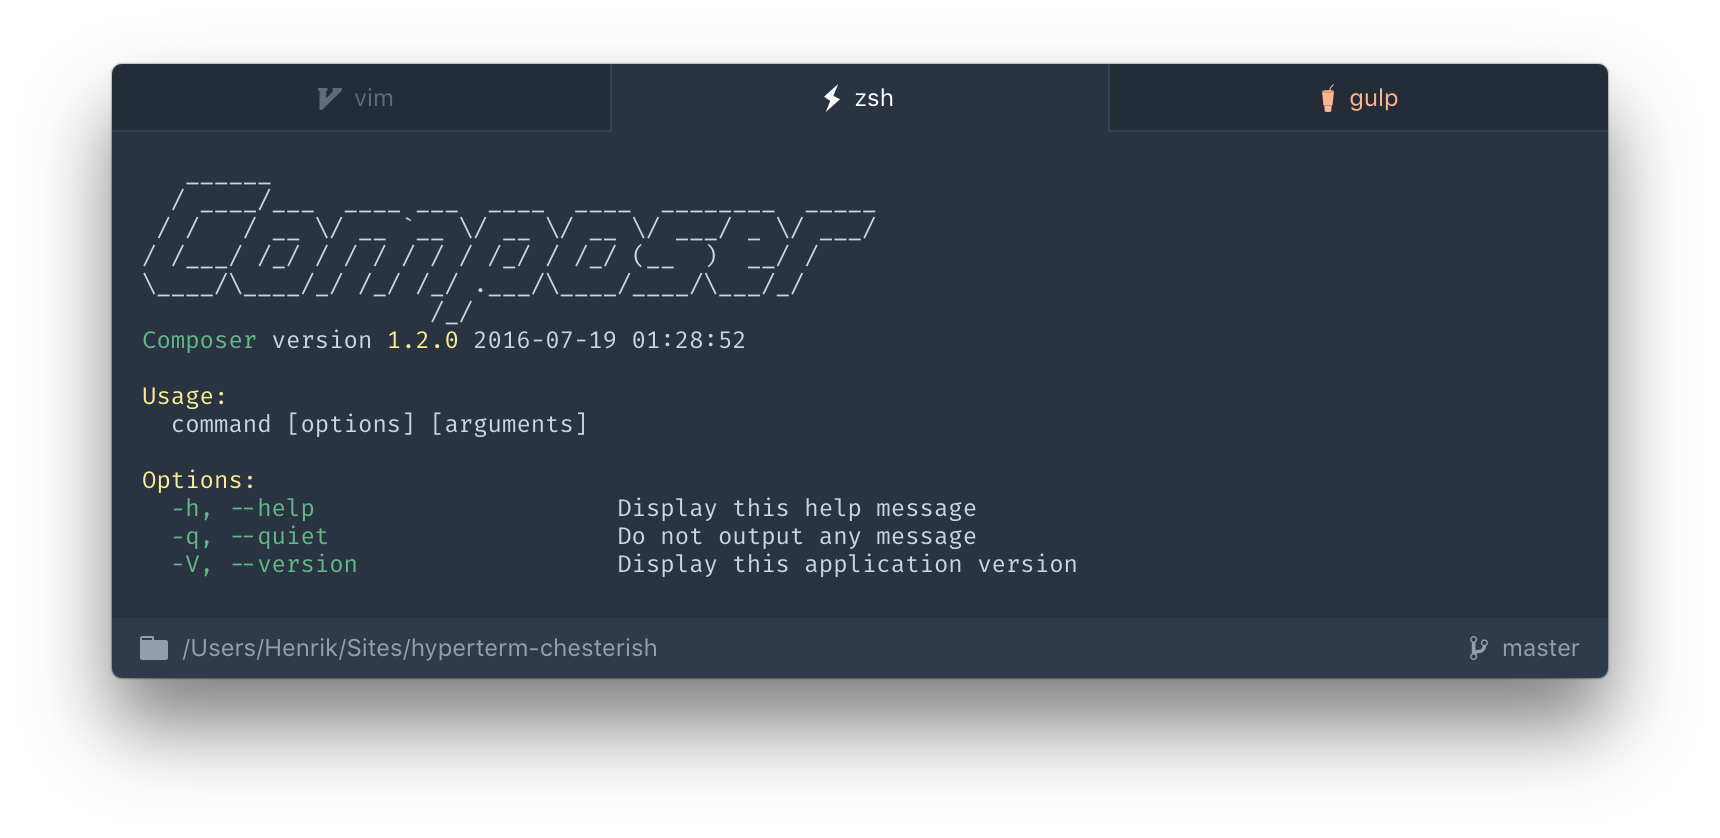 vim
zsh
gulp
   ______
  / ____/___  ____ ___  ____  ____  ________  _____
 / /   / __ \/ __ `__ \/ __ \/ __ \/ ___/ _ \/ ___/
/ /___/ /_/ / / / / / / /_/ / /_/ (__  )  __/ /
\____/\____/_/ /_/ /_/ .___/\____/____/\___/_/
                    /_/
Composer version 1.2.0 2016-07-19 01:28:52
Usage:
  command [options] [arguments]
Options:
  -h, --help                     Display this help message
  -q, --quiet                    Do not output any message
  -V, --version                  Display this application version
/Users/Henrik/Sites/hyperterm-chesterish
master